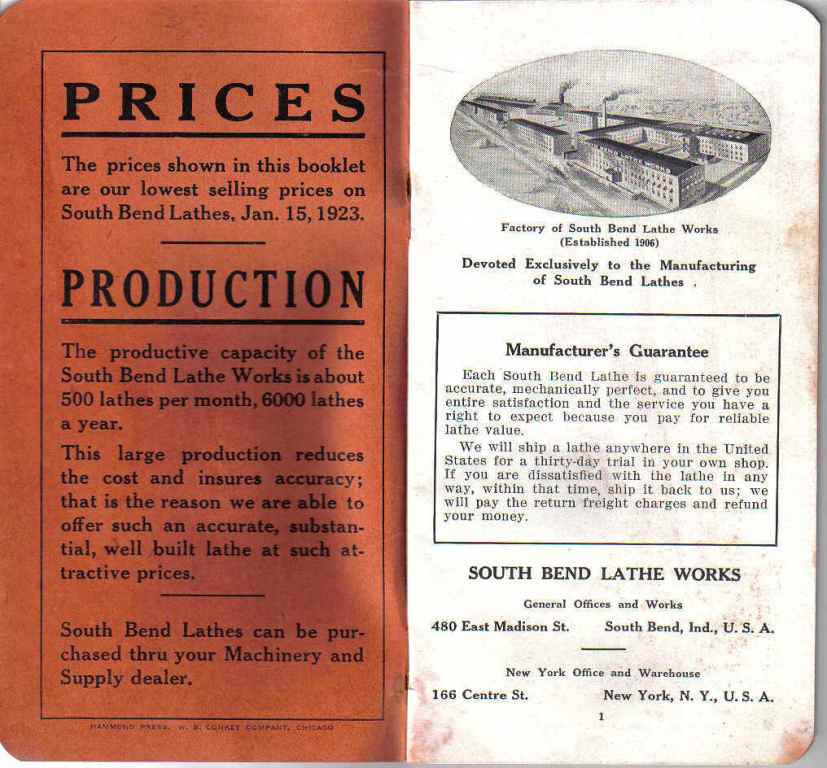 PRICES
The prices shown in this booklet
are our lowest selling prices on
South Bend Lathes, Jan. 15, 1923.
PRODUCTION
The productive capacity of the
South Bend Lathe Works is about
500 lathes per month, 6000 lathes
a year.
This large production reduces
the cost and insures accuracy;
that is the reason we are able to
offer such an accurate, substan-
tial, well built lathe at such at-
tractive prices.
South Bend Lathes can be pur-
chased thru your Machinery and
Supply dealer.
HAMMOND PRESS, W. B. CONKEY COMPANY, CHICAGO
Factory of South Bend Lathe Works
(Established 1906)
Devoted Exclusively to the Manufacturing
of South Bend Lathes .
Manufacturer's Guarantee
Each South Bend Lathe is guaranteed to be
accurate, mechanically perfect, and to give you
entire satisfaction and the service you have a
right to expect because you pay for reliable
lathe value.
We will ship a lathe anywhere in the United
States for a thirty-day trial in your own shop.
If you are dissatisfied with the lathe in any
way, within that time, ship it back to us; we
will pay the return freight charges and refund
your money.
SOUTH BEND LATHE WORKS
General Offices and Works
480 East Madison St. South Bend, Ind., U. S. A.
New York Office and Warehouse
166 Centre St. New York, N. Y., U. S. A.
1